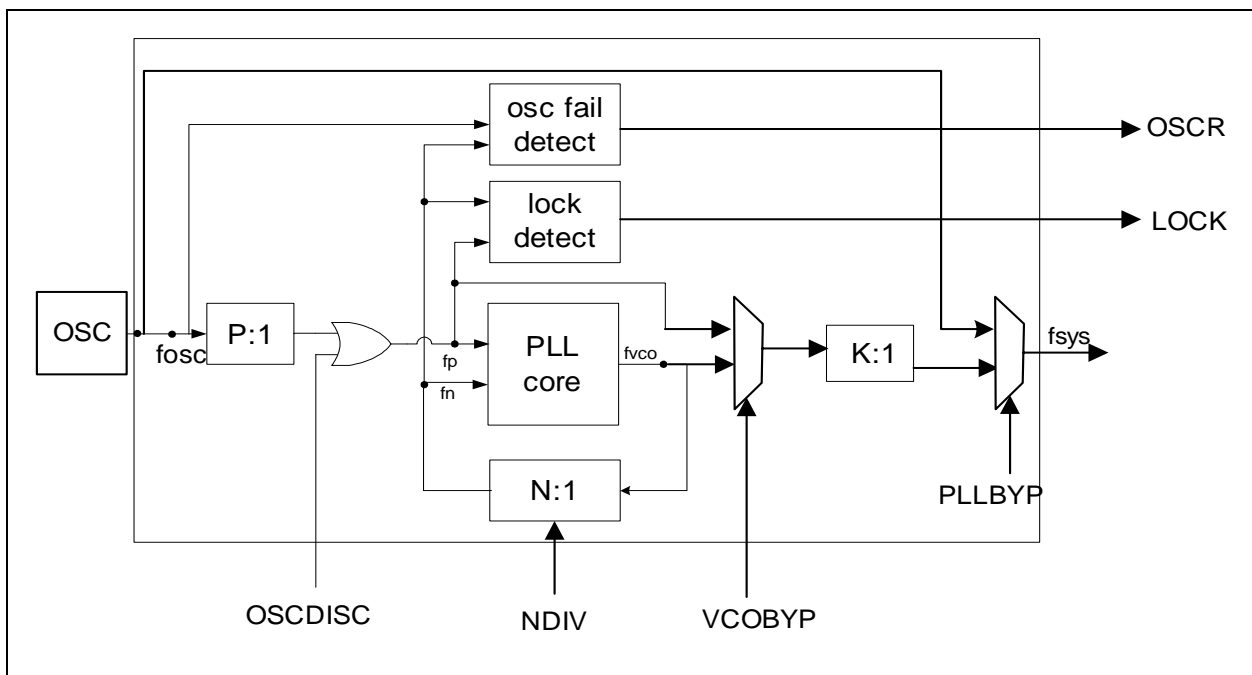 osc fail
detect
OSCR
lock
detect
LOCK
OSC
fosc
P:1
fp
fn
PLL
core
fvco
K:1
fsys
N:1
PLLBYP
OSCDISC
NDIV
VCOBYP